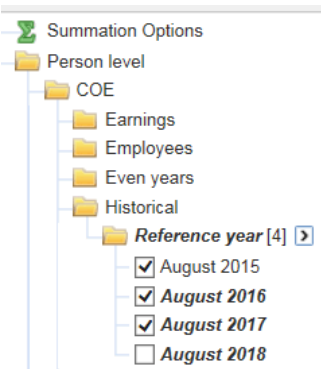 Summation Options
Person level
COE
Earnings
Employees
Even years
Historical
Reference year [4]
August 2015
August 2016
August 2017
August 2018